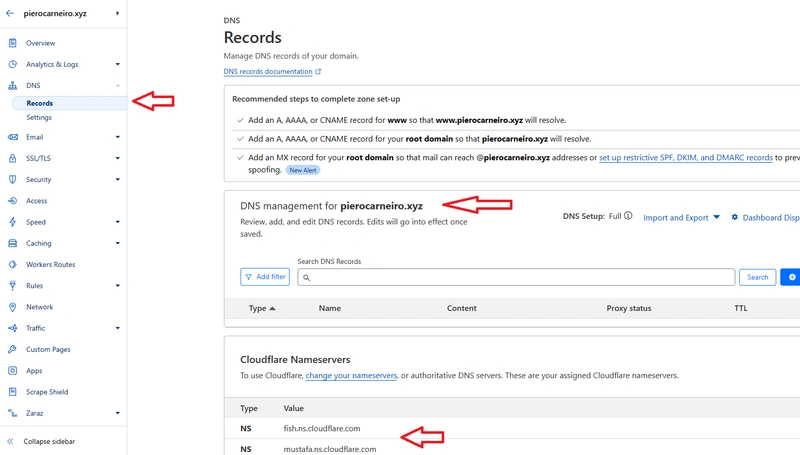 pierocarneiro.xyz
Overview
Analytics & Logs
DNS
Records
Settings
Email
SSL/TLS
Security
Access
Speed
Caching
Workers Routes
Rules
Network
Traffic
Custom Pages
Apps
Scrape Shield
Zaraz
Collapse sidebar
DNS
Records
Manage DNS records of your domain.
DNS records documentation
Recommended steps to complete zone set-up
Add an A, AAAA, or CNAME record for www so that www.pierocarneiro.xyz will resolve.
Add an A, AAAA, or CNAME record for your root domain so that pierocarneiro.xyz will resolve.
Add an MX record for your root domain so that mail can reach @pierocarneiro.xyz addresses or set up restrictive SPF, DKIM, and DMARC records to prev
spoofing. New Alert
DNS management for pierocarneiro.xyz
Review, add, and edit DNS records. Edits will go into effect once
saved.
DNS Setup: Full
Import and Export
Dashboard Disp
Search DNS Records
Add filter
Search
Type Name Content Proxy status TTL
Cloudflare Nameservers
To use Cloudflare, change your nameservers, or authoritative DNS servers. These are your assigned Cloudflare nameservers.
Type Value
NS fish.ns.cloudflare.com
NS mustafa.ns.cloudflare.com